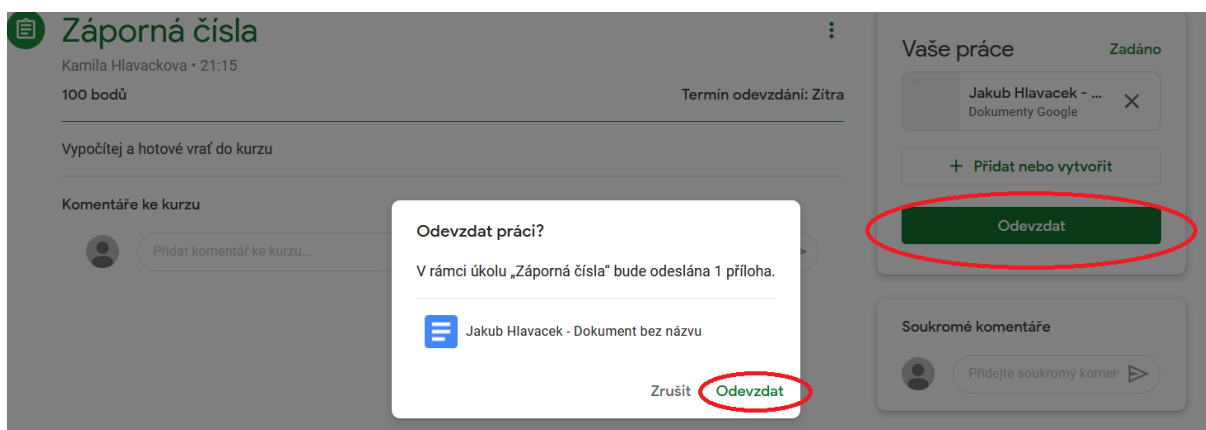 Záporná čísla
Kamila Hlavackova • 21:15
100 bodů
Termín odevzdání: Zítra
Vypočítej a hotové vrať do kurzu
Komentáře ke kurzu
Přidat komentář ke kurzu...
Vaše práce
Zadáno
Jakub Hlavacek - ...
Dokumenty Google
+ Přidat nebo vytvořit
Odevzdat
Soukromé komentáře
Přidejte soukromý komen
Odevzdat práci?
V rámci úkolu „Záporná čísla“ bude odeslána 1 příloha.
Jakub Hlavacek - Dokument bez názvu
Zrušit Odevzdat